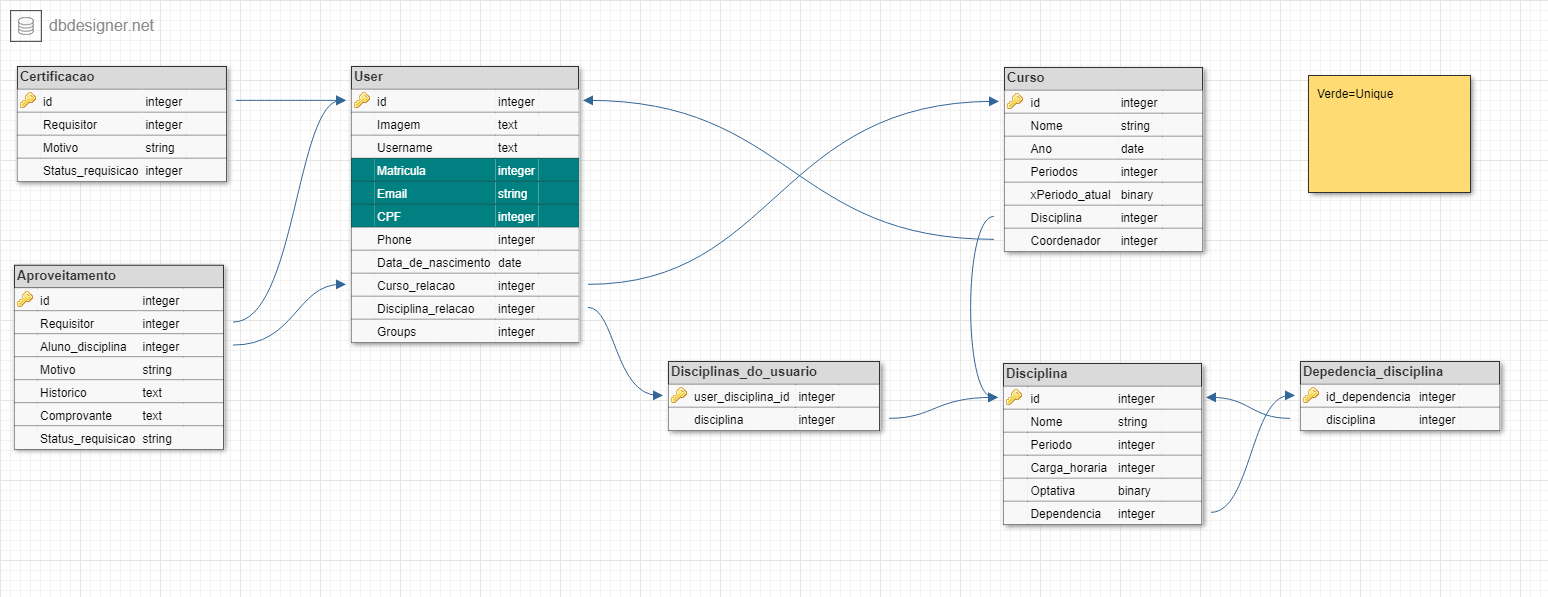 dbdesigner.net
Certificacao
id integer
Requisitor integer
Motivo string
Status_requisicao integer
User
id integer
Imagem text
Username text
Matricula integer
Email string
CPF integer
Phone integer
Data_de_nascimento date
Curso_relacao integer
Disciplina_relacao integer
Groups integer
Curso
id integer
Nome string
Ano date
Periodos integer
xPeriodo_atual binary
Disciplina integer
Coordenador integer
Verde=Unique
Aproveitamento
id integer
Requisitor integer
Aluno_disciplina integer
Motivo string
Historico text
Comprovante text
Status_requisicao string
Disciplinas_do_usuario
user_disciplina_id integer
disciplina integer
Disciplina
id integer
Nome string
Periodo integer
Carga_horaria integer
Optativa binary
Dependencia integer
Depedencia_disciplina
id_dependencia integer
disciplina integer